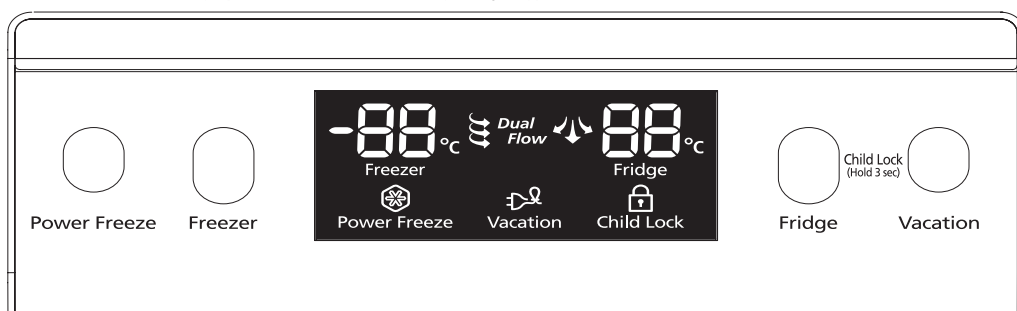 -88°C
Dual
Flow
88°C
Freezer
Fridge
Power Freeze
Vacation
Child Lock
Power Freeze
Freezer
Child Lock
(Hold 3 sec)
Fridge
Vacation